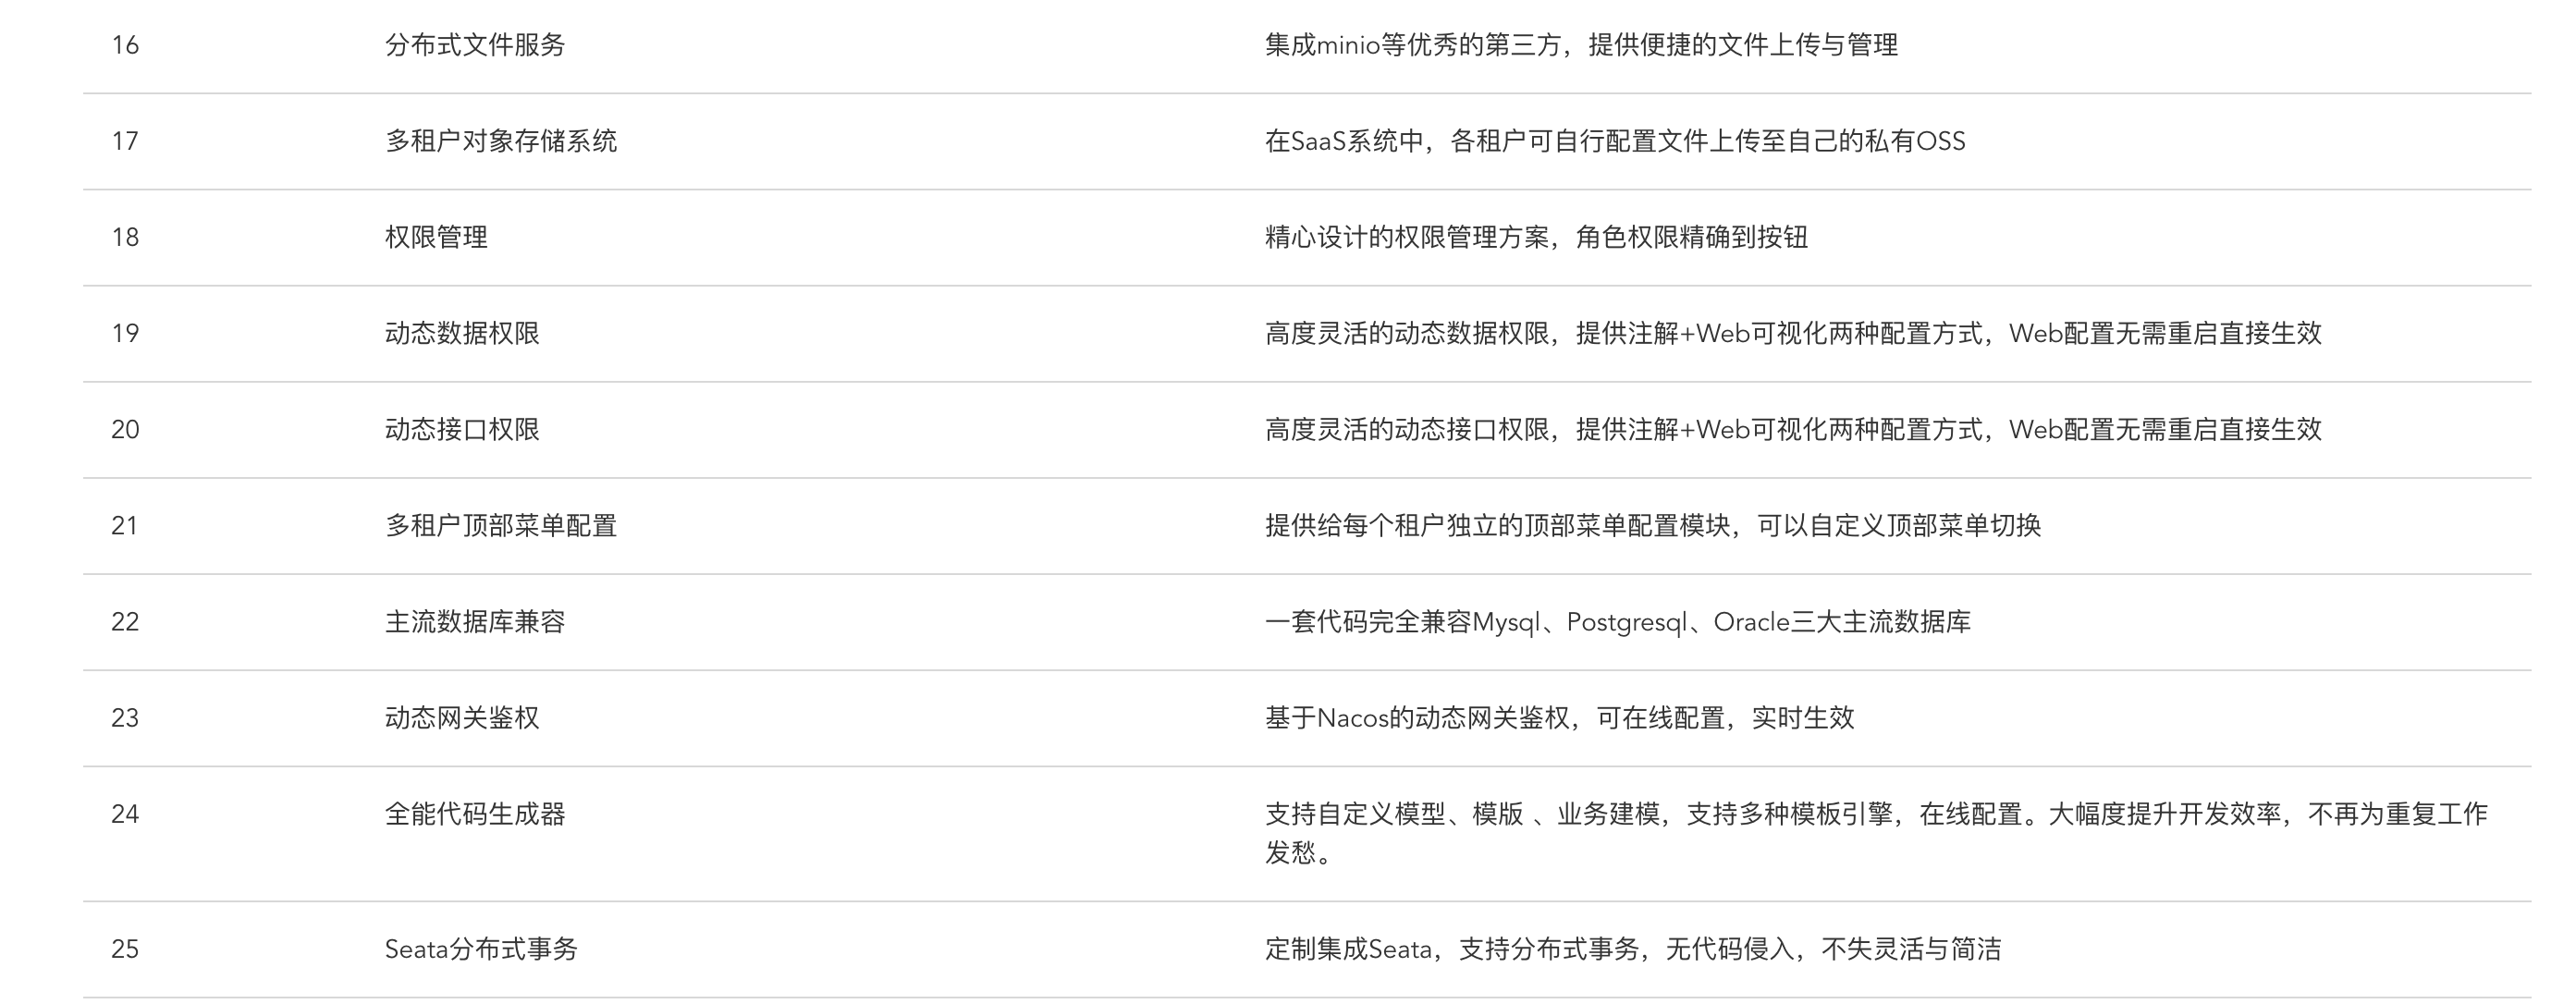 16 分布式文件服务 集成minio等优秀的第三方，提供便捷的文件上传与管理
17 多租户对象存储系统 在SaaS系统中，各租户可自行配置文件上传至自己的私有OSS
18 权限管理 精心设计的权限管理方案，角色权限精确到按钮
19 动态数据权限 高度灵活的动态数据权限，提供注解+Web可视化两种配置方式，Web配置无需重启直接生效
20 动态接口权限 高度灵活的动态接口权限，提供注解+Web可视化两种配置方式，Web配置无需重启直接生效
21 多租户顶部菜单配置 提供给每个租户独立的顶部菜单配置模块，可以自定义顶部菜单切换
22 主流数据库兼容 一套代码完全兼容Mysql、Postgresql、Oracle三大主流数据库
23 动态网关鉴权 基于Nacos的动态网关鉴权，可在线配置，实时生效
24 全能代码生成器 支持自定义模型、模版 、业务建模，支持多种模板引擎，在线配置。大幅度提升开发效率，不再为重复工作
发愁。
25 Seata分布式事务 定制集成Seata，支持分布式事务，无代码侵入，不失灵活与简洁